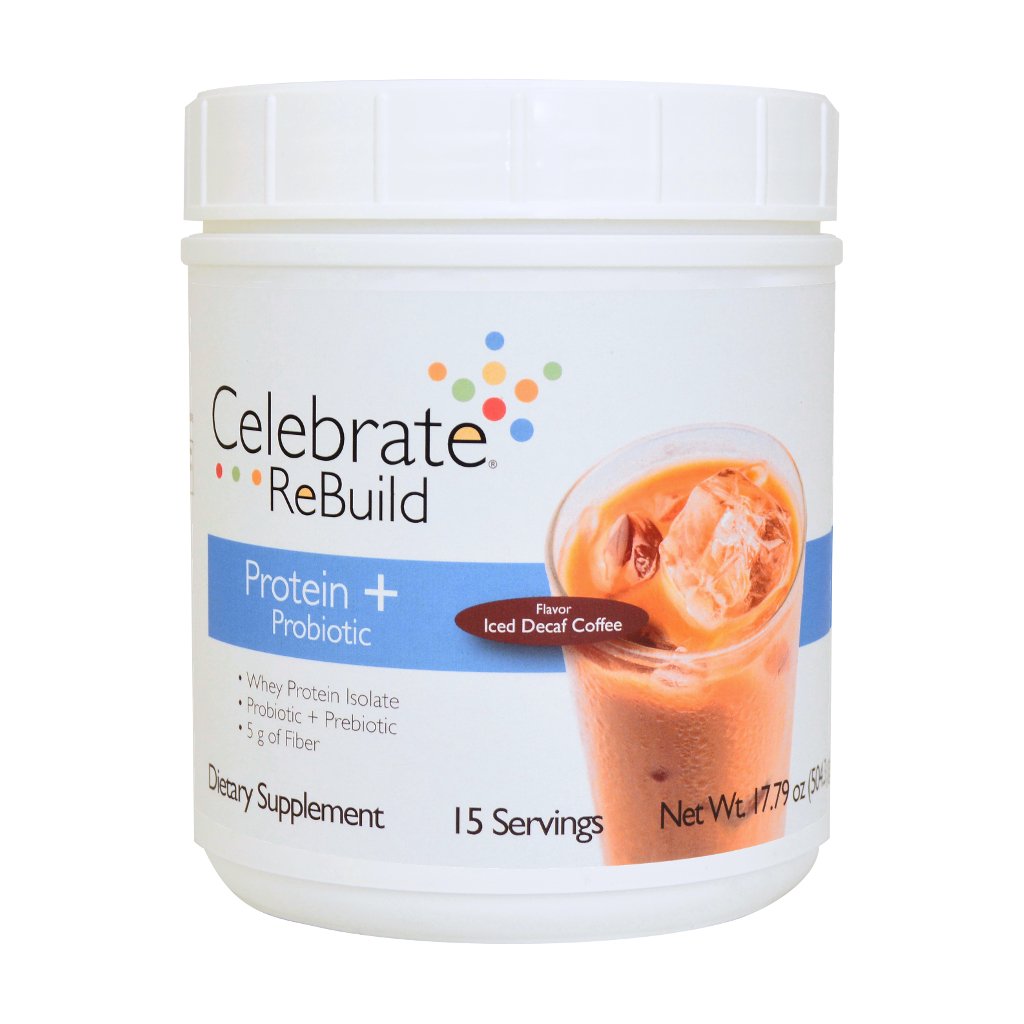 Celebrate®
ReBuild
Protein +
Probiotic
Flavor
Iced Decaf Coffee
• Whey Protein Isolate
• Probiotic + Prebiotic
• 5 g of Fiber
Dietary Supplement
15 Servings
Net Wt. 17.79 oz